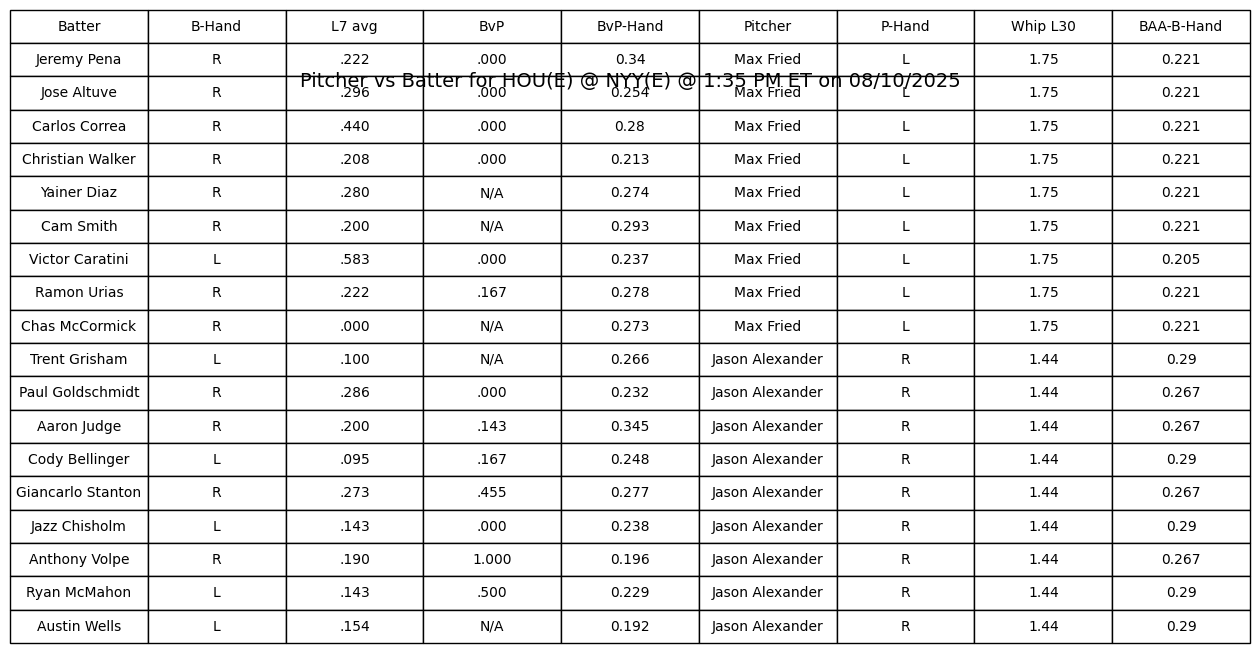 Batter B-Hand L7 avg BvP BvP-Hand Pitcher P-Hand Whip L30 BAA-B-Hand
Jeremy Pena R .222 .000 0.34 Max Fried L 1.75 0.221
Pitcher vs Batter for HOU(E) @ NYY(E) @ 1:35 PM ET on 08/10/2025
Jose Altuve R .296 .000 0.254 Max Fried L 1.75 0.221
Carlos Correa R .440 .000 0.28 Max Fried L 1.75 0.221
Christian Walker R .208 .000 0.213 Max Fried L 1.75 0.221
Yainer Diaz R .280 N/A 0.274 Max Fried L 1.75 0.221
Cam Smith R .200 N/A 0.293 Max Fried L 1.75 0.221
Victor Caratini L .583 .000 0.237 Max Fried L 1.75 0.205
Ramon Urias R .222 .167 0.278 Max Fried L 1.75 0.221
Chas McCormick R .000 N/A 0.273 Max Fried L 1.75 0.221
Trent Grisham L .100 N/A 0.266 Jason Alexander R 1.44 0.29
Paul Goldschmidt R .286 .000 0.232 Jason Alexander R 1.44 0.267
Aaron Judge R .200 .143 0.345 Jason Alexander R 1.44 0.267
Cody Bellinger L .095 .167 0.248 Jason Alexander R 1.44 0.29
Giancarlo Stanton R .273 .455 0.277 Jason Alexander R 1.44 0.267
Jazz Chisholm L .143 .000 0.238 Jason Alexander R 1.44 0.29
Anthony Volpe R .190 1.000 0.196 Jason Alexander R 1.44 0.267
Ryan McMahon L .143 .500 0.229 Jason Alexander R 1.44 0.29
Austin Wells L .154 N/A 0.192 Jason Alexander R 1.44 0.29